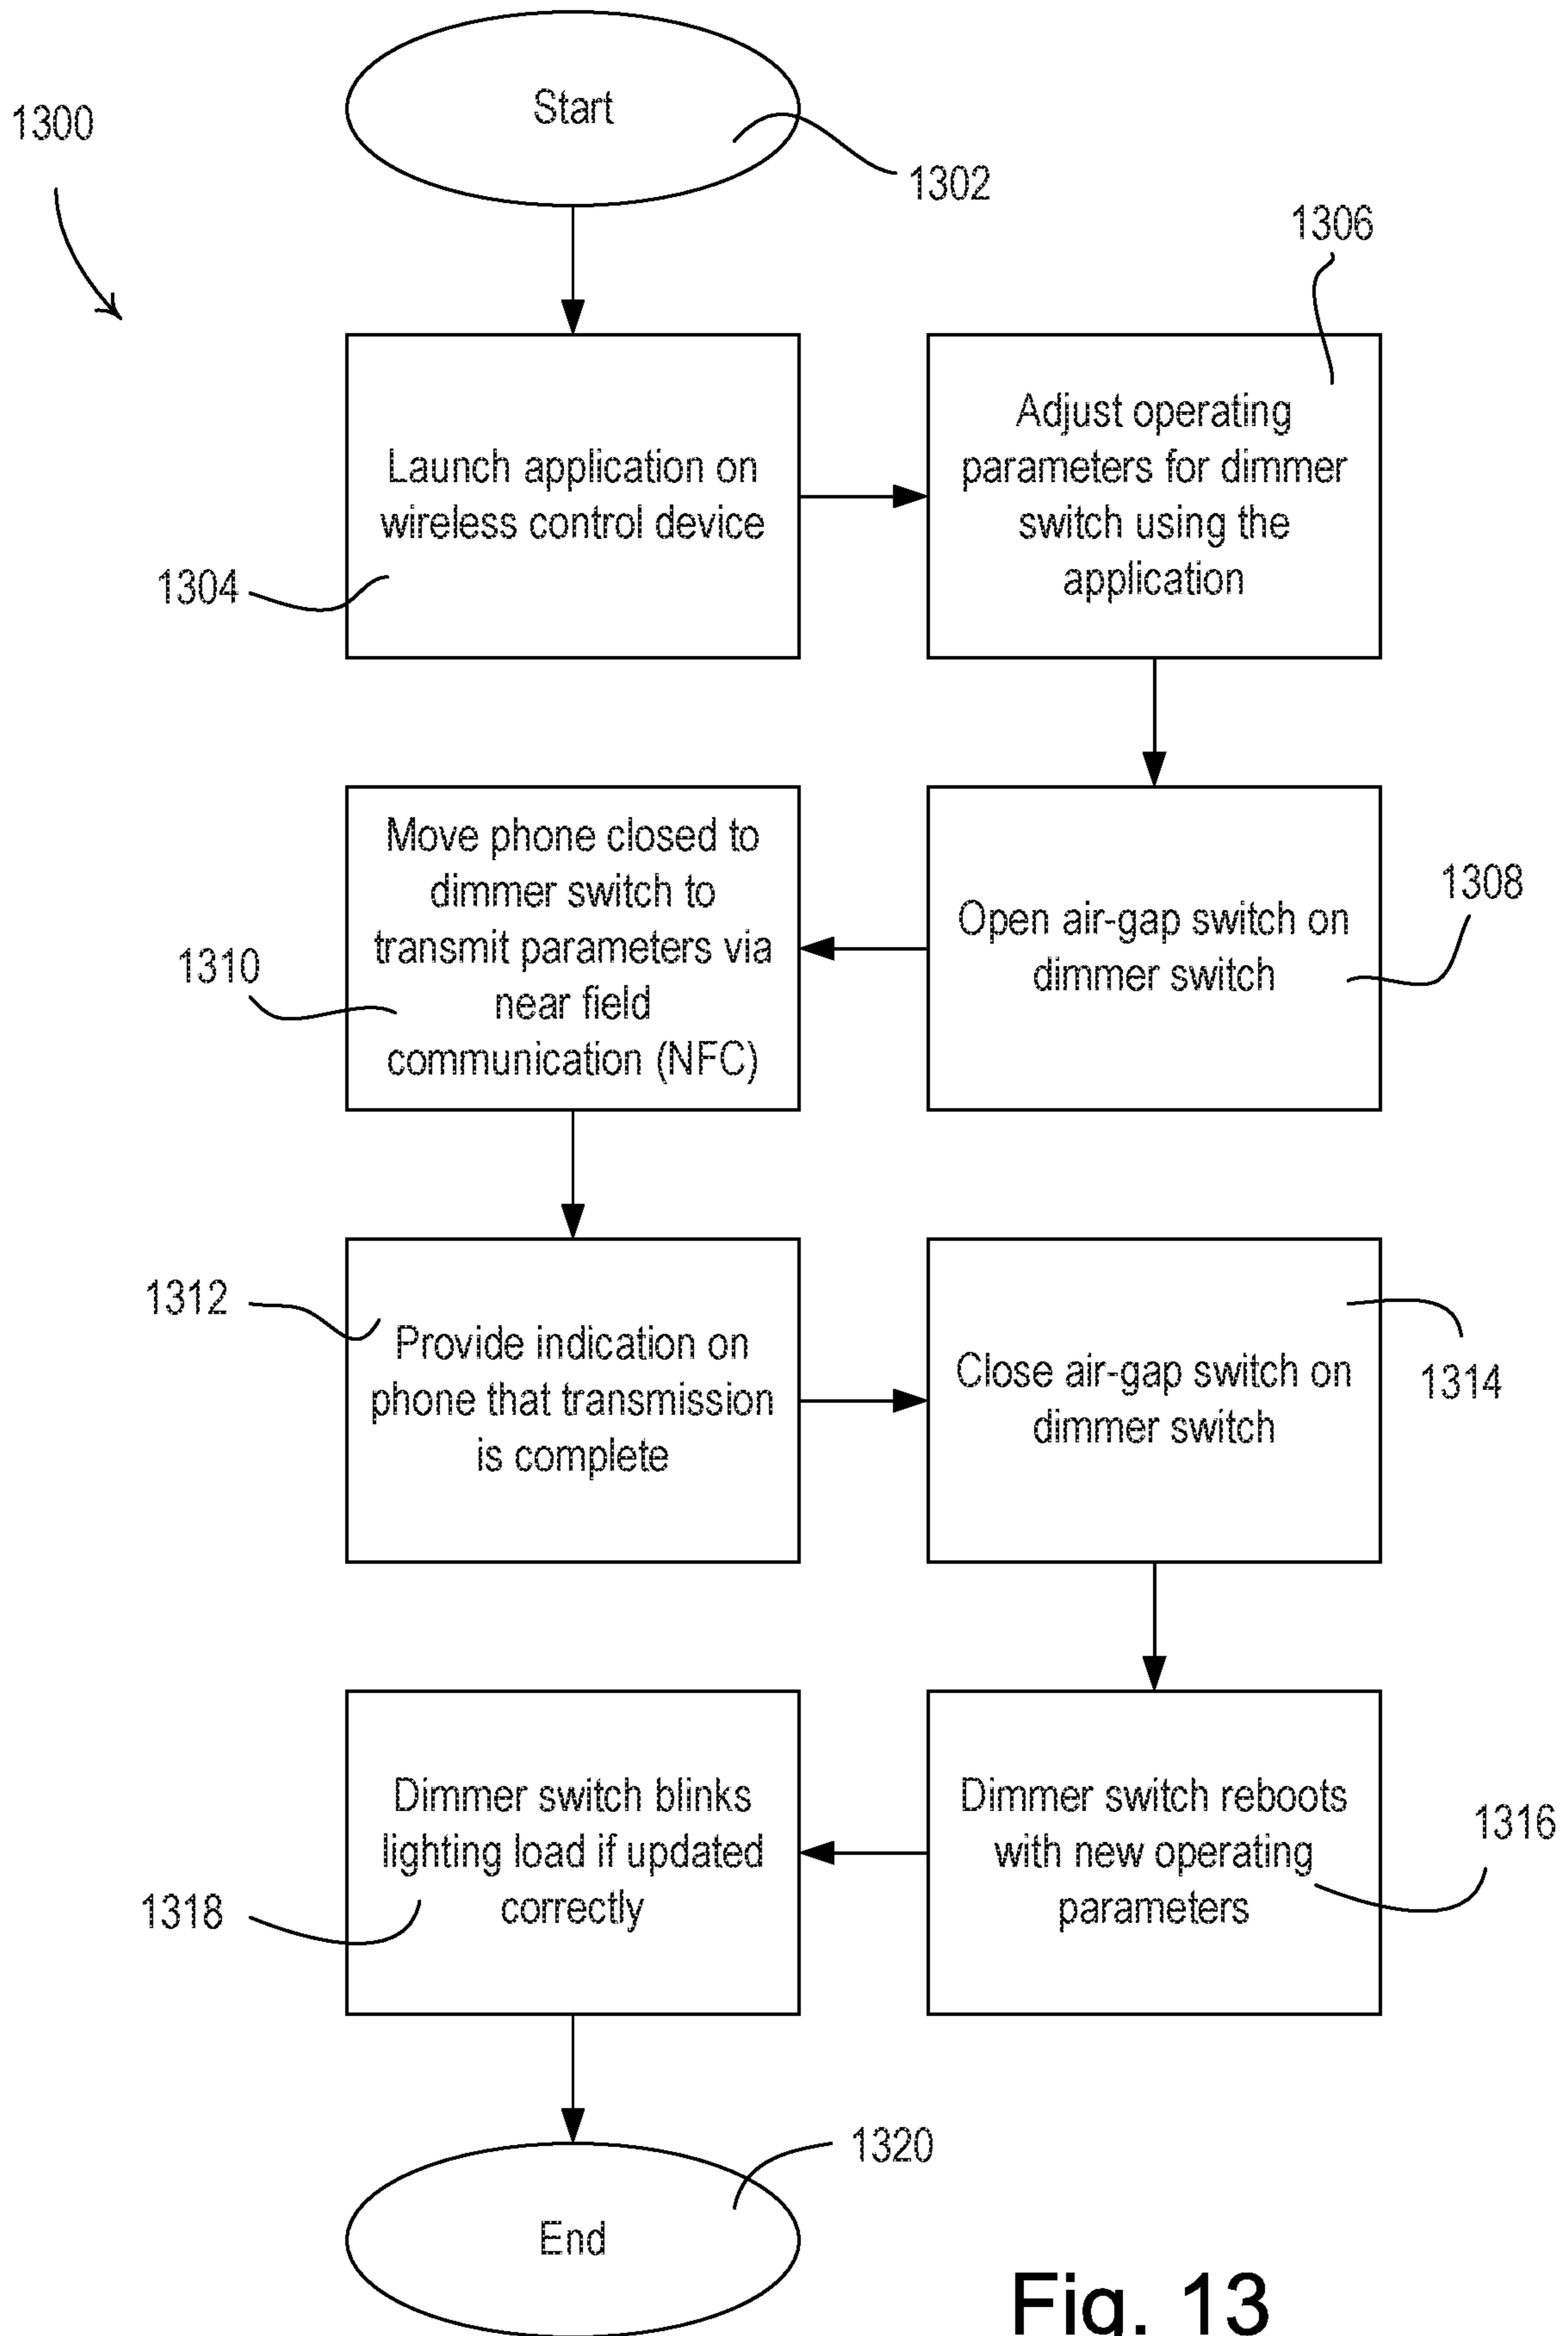 1300
Start
1302
1306
Launch application on
wireless control device
1304
Adjust operating
parameters for dimmer
switch using the
application
1308
Open air-gap switch on
dimmer switch
Move phone closed to
dimmer switch to
transmit parameters via
near field
communication (NFC)
1310
1312
Provide indication on
phone that transmission
is complete
Close air-gap switch on
dimmer switch
1314
Dimmer switch reboots
with new operating
parameters
1316
Dimmer switch blinks
lighting load if updated
correctly
1318
1320
End
Fig. 13